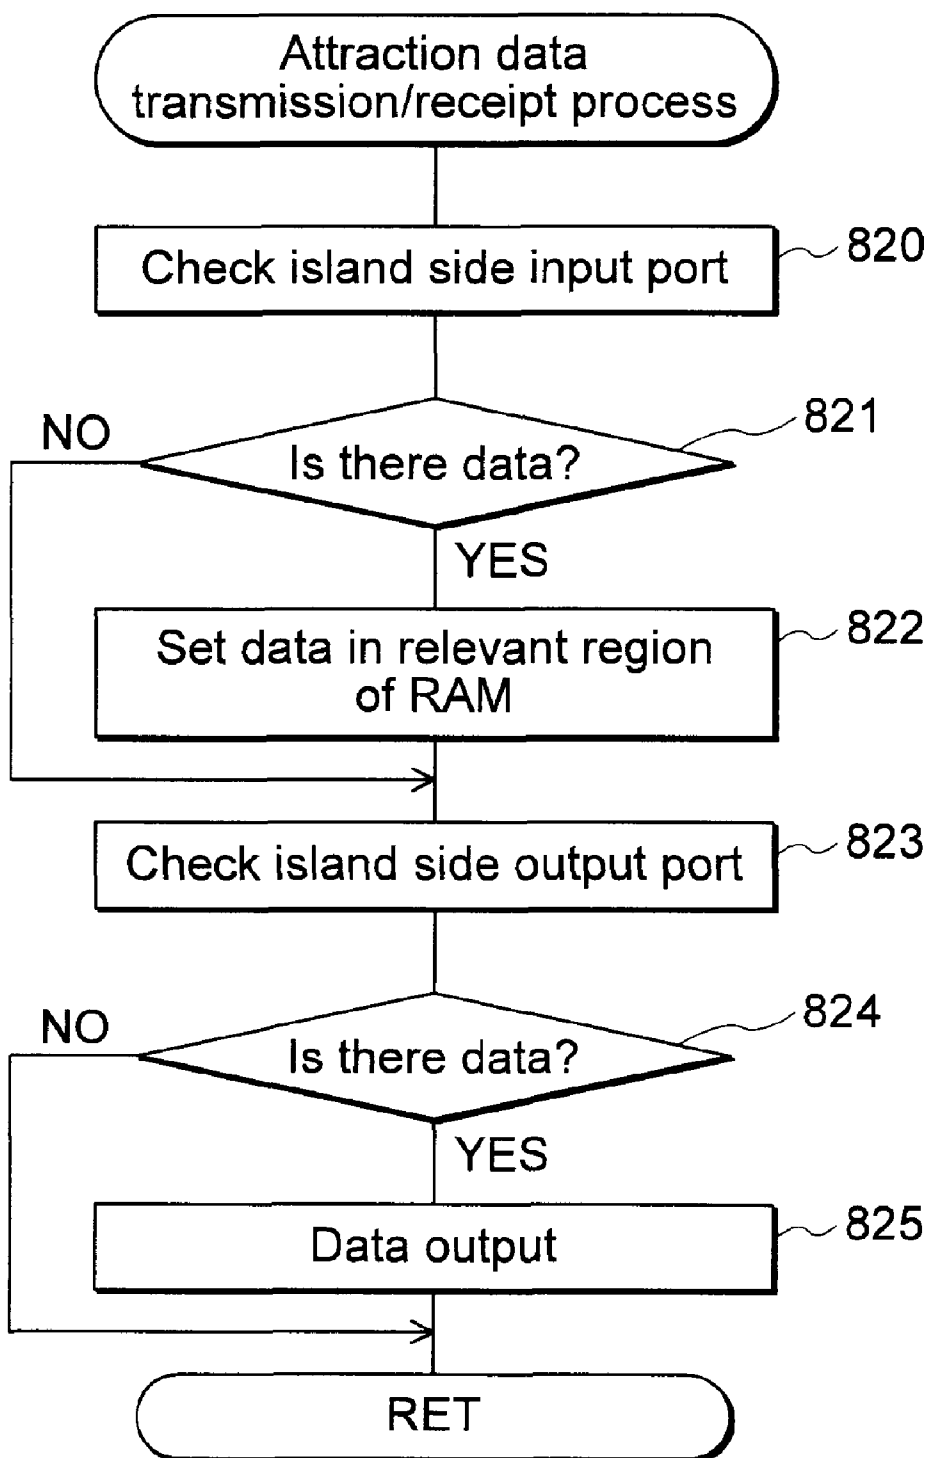 Attraction data
transmission/receipt process
Check island side input port
820
Is there data?
821
NO
YES
Set data in relevant region
of RAM
822
Check island side output port
823
Is there data?
824
NO
YES
Data output
825
RET